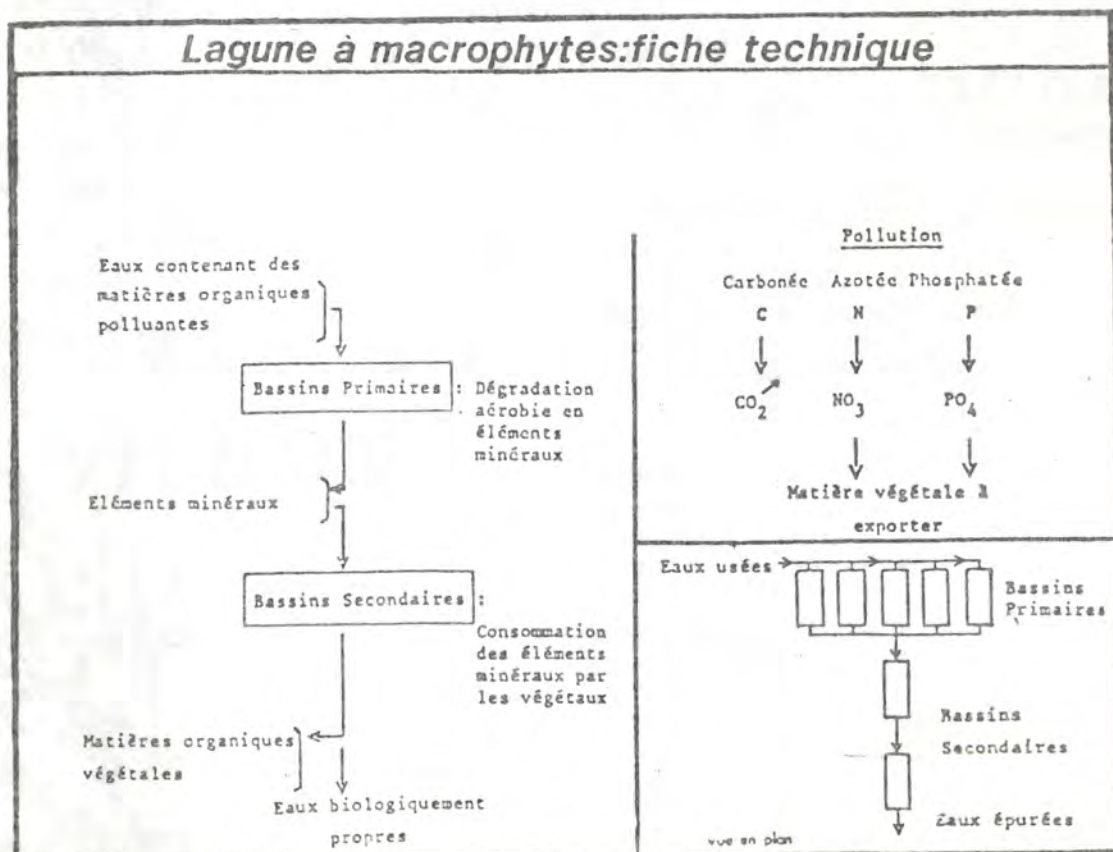 Lagune à macrophytes:fiche technique
Eaux contenant des
matières organiques
polluantes
Bassins Primaires : Dégradation
aérobie en
éléments
minéraux
Eléments minéraux
Bassins Secondaires :
Consommation
des éléments
minéraux par
les végétaux
Matières organiques
végétales
Eaux biologiquement
propres
Pollution
Carbonée Azotée Phosphatée
C N P
CO2 NO3 PO4
Matière végétale à
exporter
Eaux usées
Bassins
Primaires
Bassins
Secondaires
Eaux épurées
vue en plan